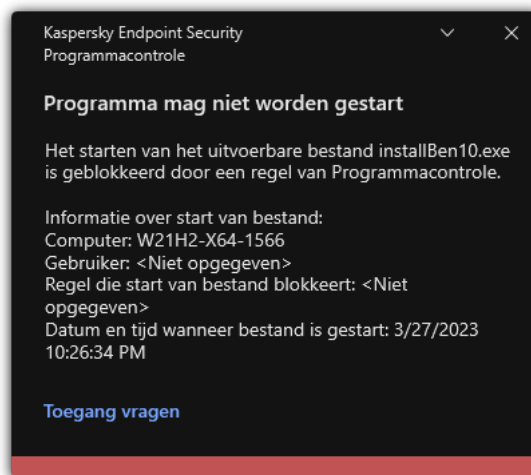 Kaspersky Endpoint Security
Programmacontrole
Programma mag niet worden gestart
Het starten van het uitvoerbare bestand installBen10.exe
is geblokkeerd door een regel van Programmacontrole.
Informatie over start van bestand:
Computer: W21H2-X64-1566
Gebruiker: <Niet opgegeven>
Regel die start van bestand blokkeert: <Niet
opgegeven>
Datum en tijd wanneer bestand is gestart: 3/27/2023
10:26:34 PM
Toegang vragen